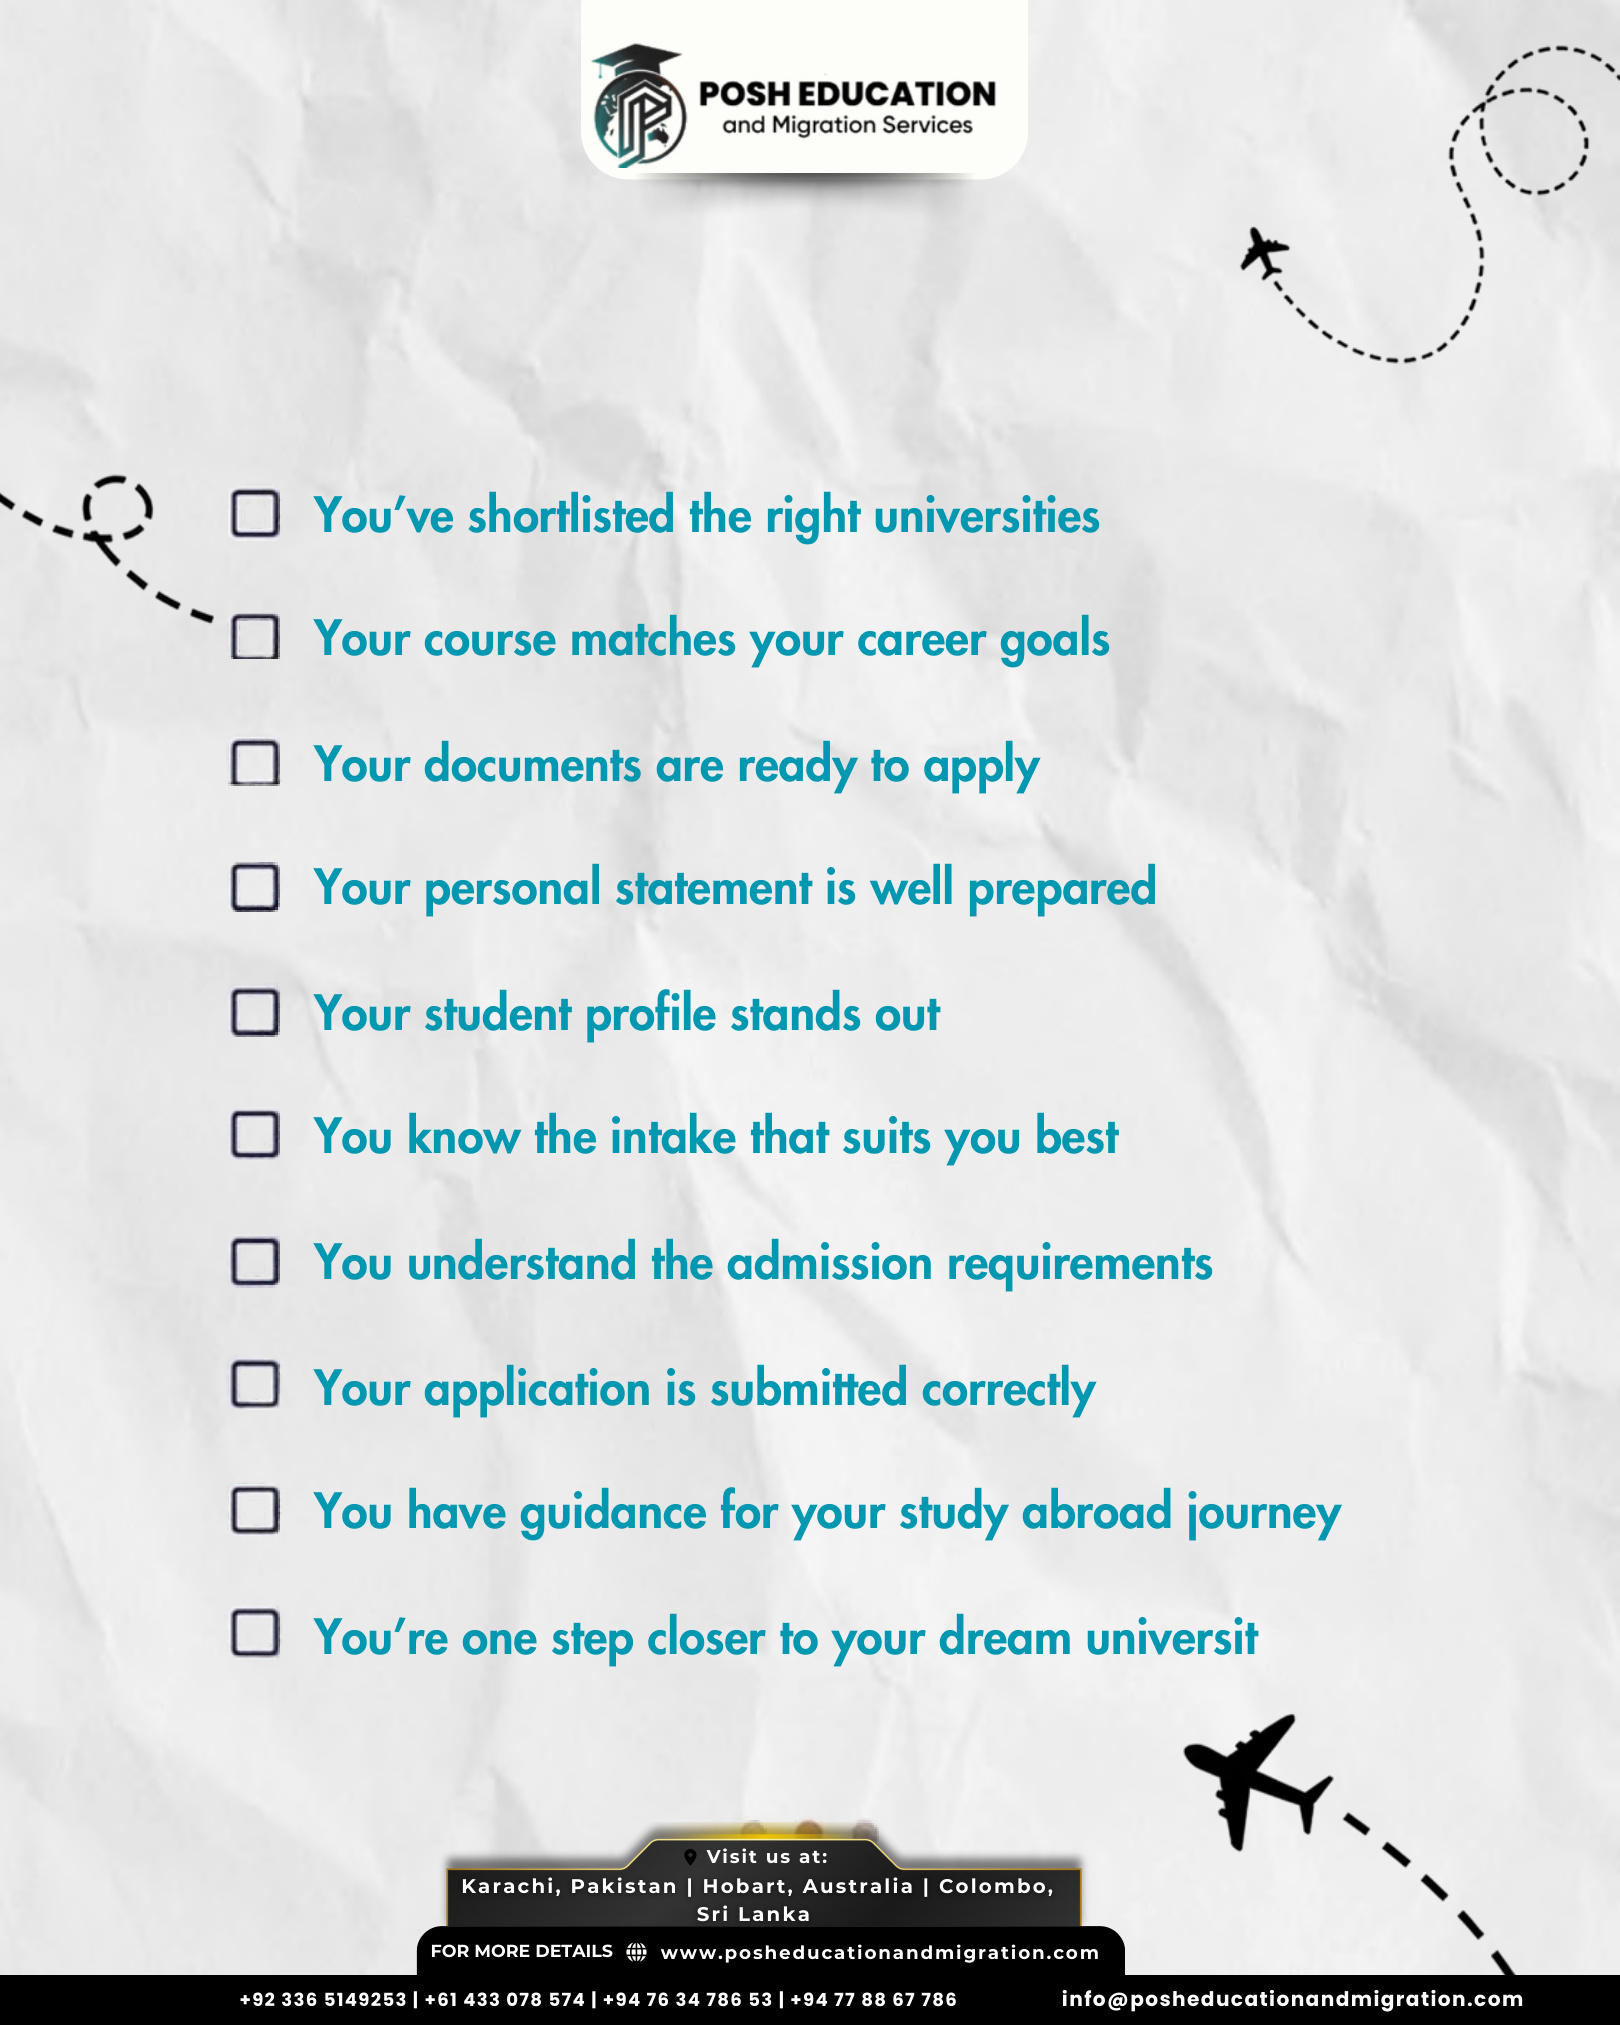 POSH EDUCATION
and Migration Services
You’ve shortlisted the right universities
Your course matches your career goals
Your documents are ready to apply
Your personal statement is well prepared
Your student profile stands out
You know the intake that suits you best
You understand the admission requirements
Your application is submitted correctly
You have guidance for your study abroad journey
You’re one step closer to your dream universit
Visit us at:
Karachi, Pakistan | Hobart, Australia | Colombo,
Sri Lanka
FOR MORE DETAILS www.posheducationandmigration.com
+92 336 5149253 | +61 433 078 574 | +94 76 34 786 53 | +94 77 88 67 786 info@posheducationandmigration.com